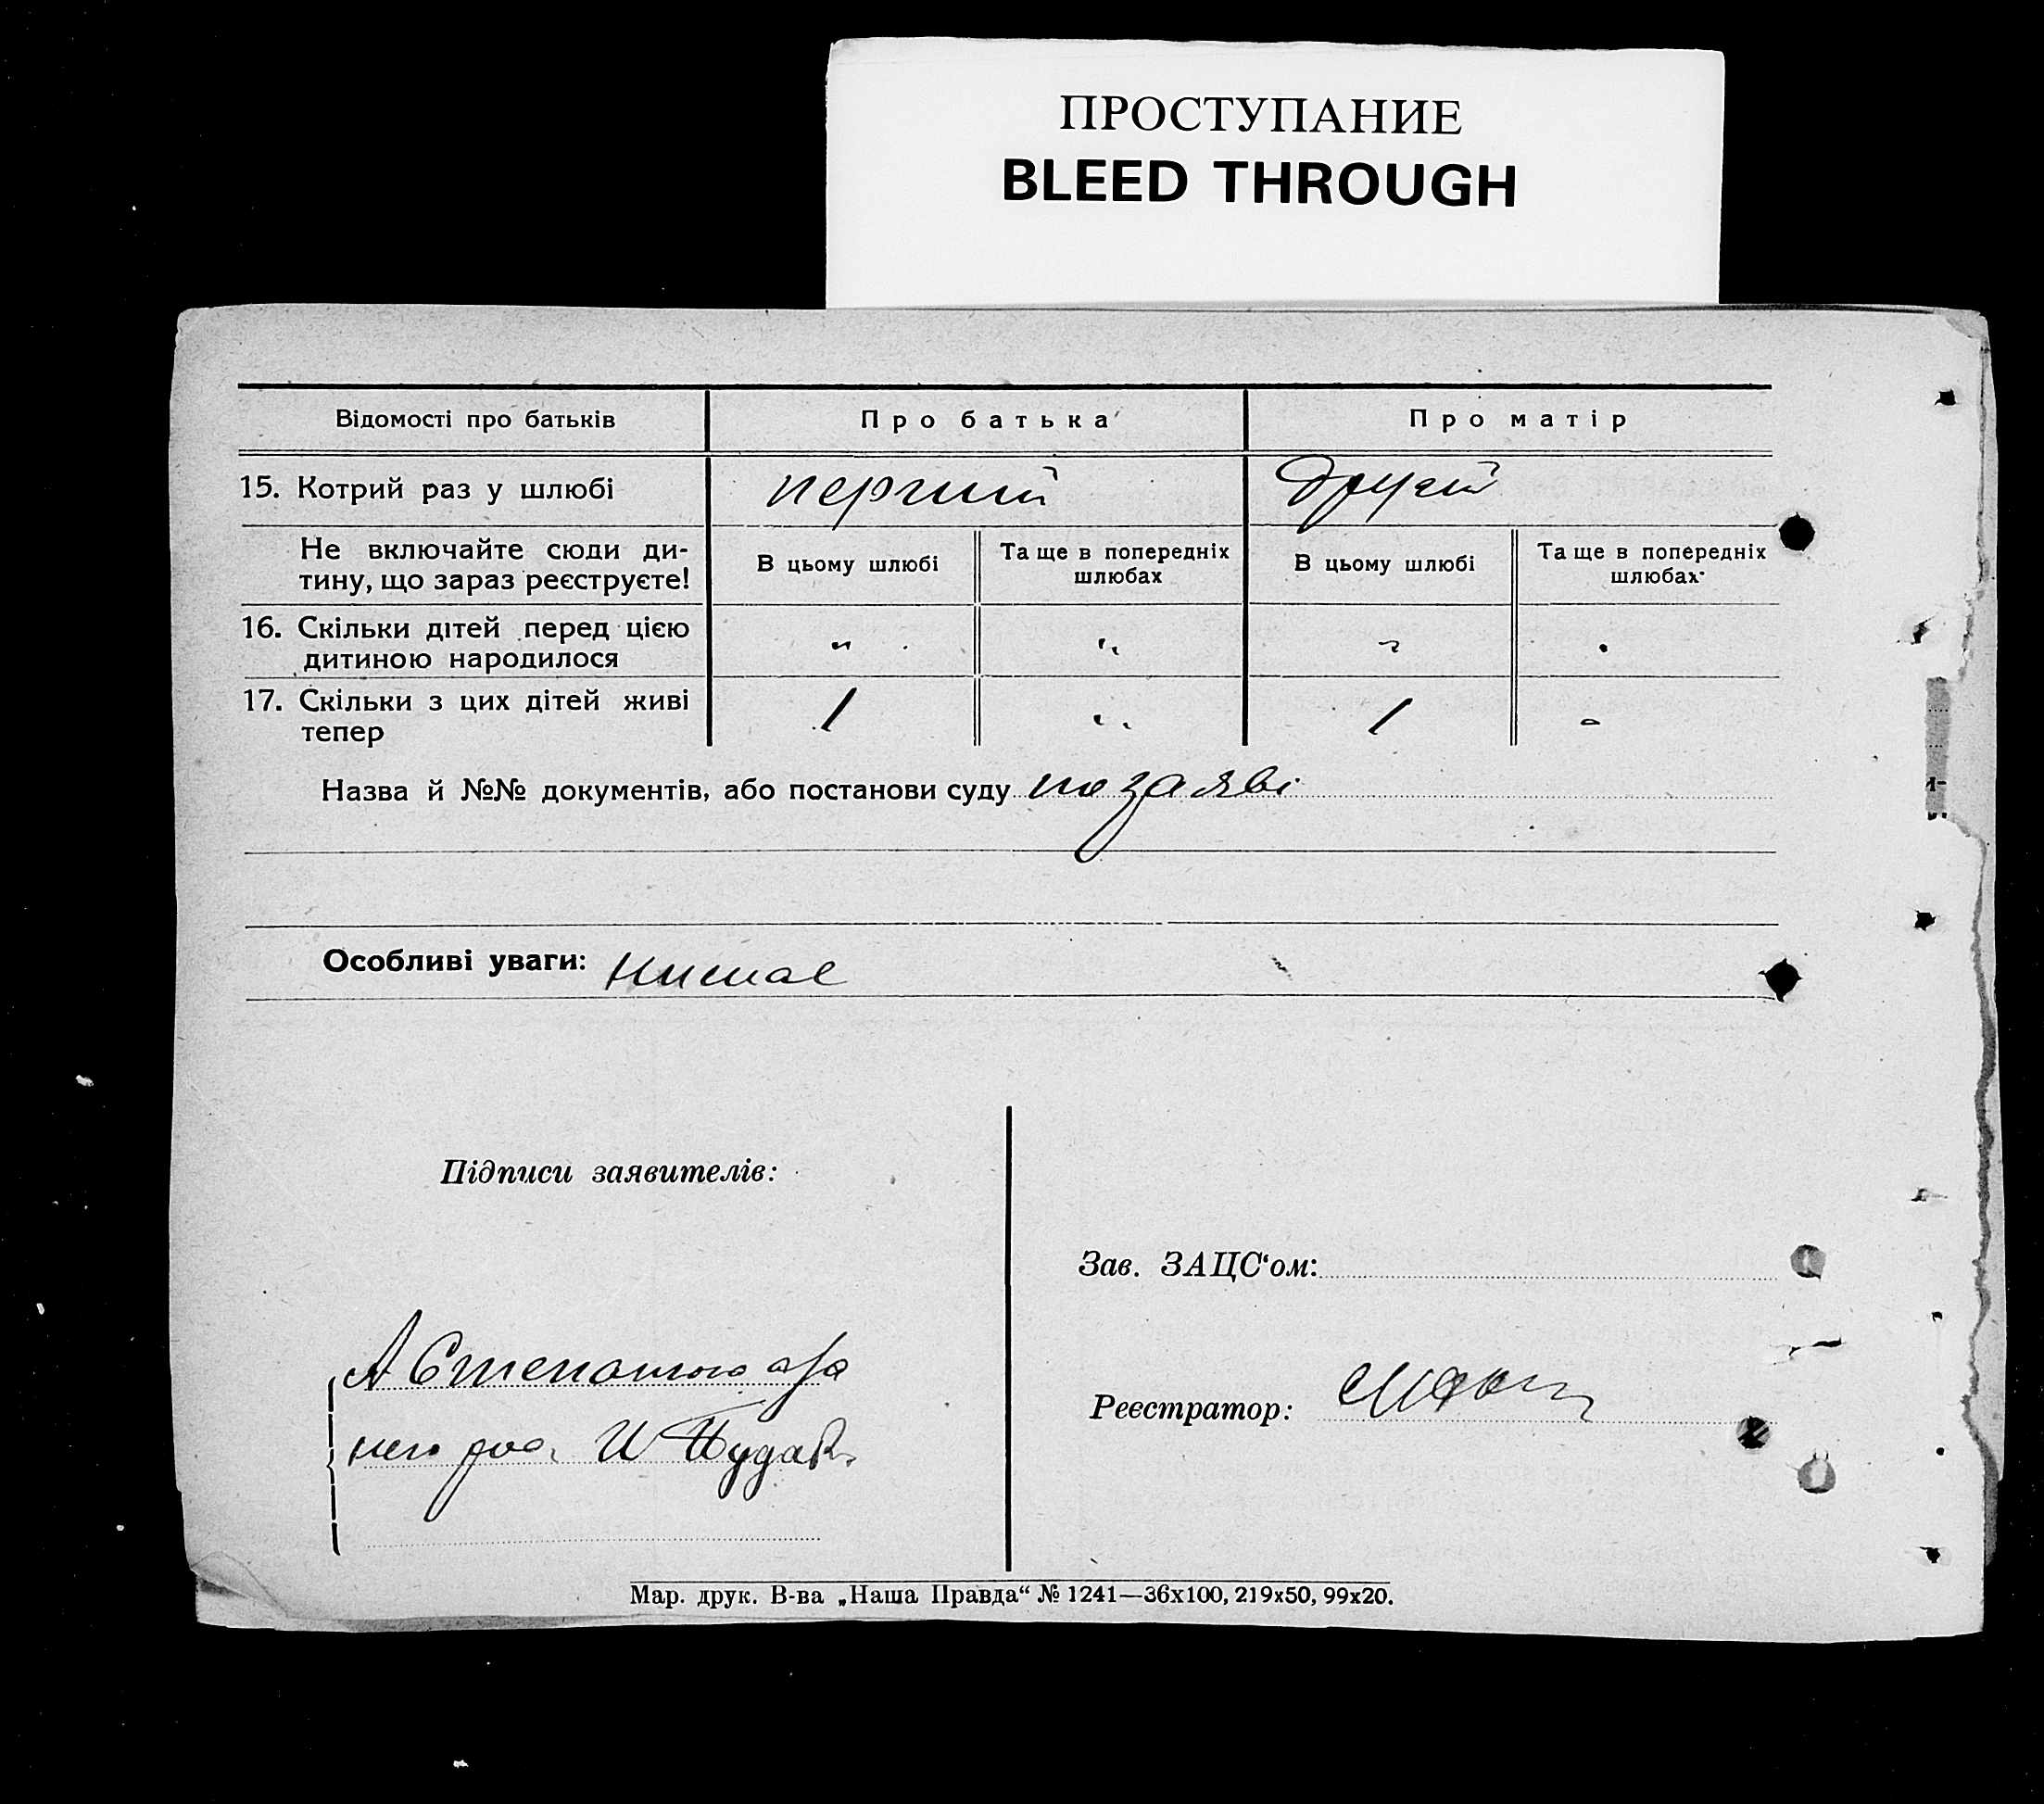 ПРОСТУПАНИЕ
BLEED THROUGH
Відомості про батьків
Про батька
Про матір
15. Котрий раз у шлюбі
перший
другий
Не включайте сюди ди-
тину, що зараз реєструєте!
В цьому шлюбі
Та ще в попередніх
шлюбах
В цьому шлюбі
Та ще в попередніх
шлюбах
16. Скільки дітей перед цією
дитиною народилося
17. Скільки з цих дітей живі
тепер
1
1
Назва й №№ документів, або постанови суду по заяві
Особливі уваги: Немає
Підписи заявителів:
Зав. ЗАЦС‘ом:
Реєстратор:
Мар. друк. В-ва „Наша Правда“ № 1241—36х100, 219х50, 99х20.